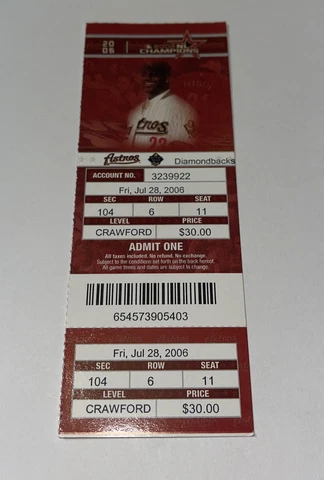 2005
CHAMPIONS
Astros
22
Astros Diamondbacks
ACCOUNT NO. 3239922
Fri, Jul 28, 2006
SEC ROW SEAT
104 6 11
LEVEL PRICE
CRAWFORD $30.00
ADMIT ONE
All taxes included. No refund. No exchange.
Subject to the conditions set forth on the back hereof.
All game times and dates are subject to change.
654573905403
Fri, Jul 28, 2006
SEC ROW SEAT
104 6 11
LEVEL PRICE
CRAWFORD $30.00